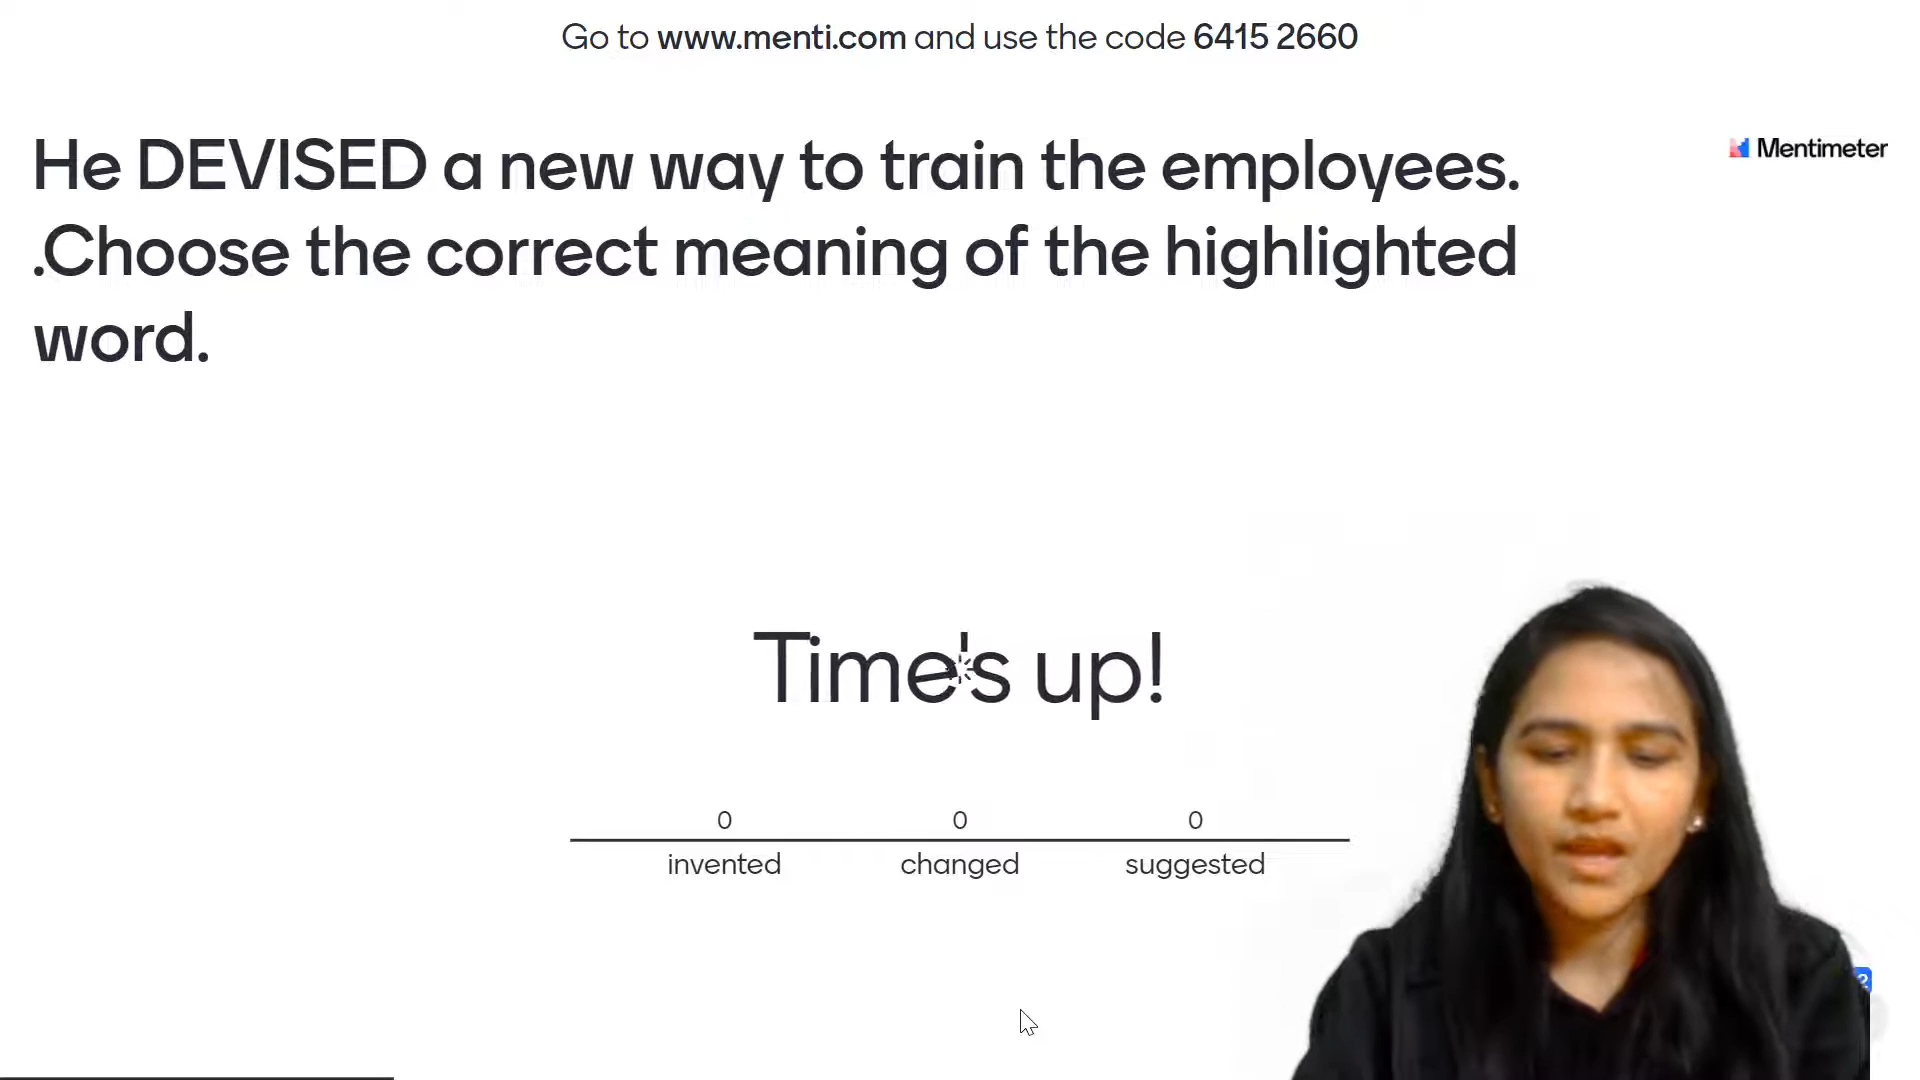 Go to www.menti.com and use the code 6415 2660
Mentimeter
He DEVISED a new way to train the employees.
.Choose the correct meaning of the highlighted
word.
Time's up!
0 0 0
invented changed suggested
2